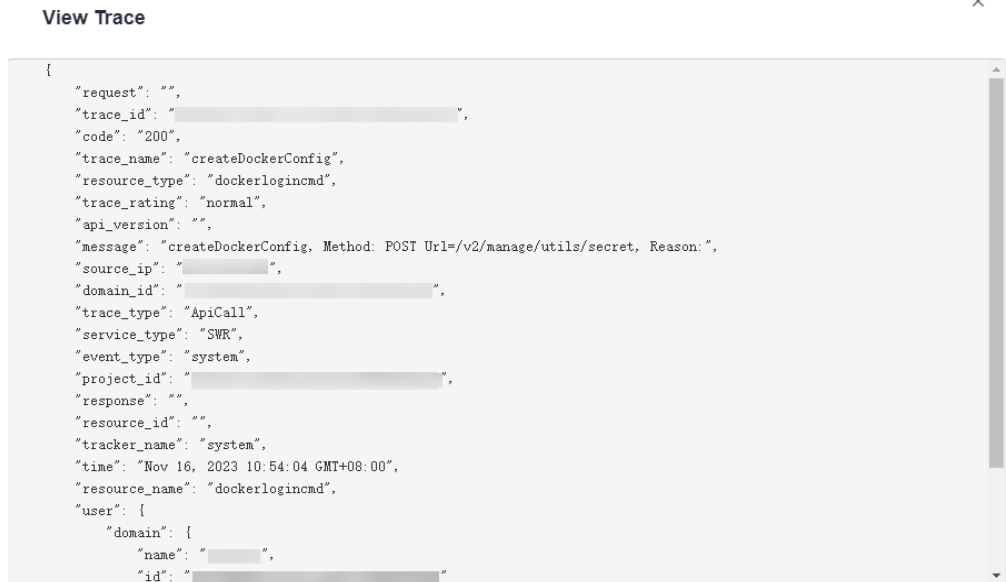 View Trace
{
"request": "",
"trace_id": " ",
"code": "200",
"trace_name": "createDockerConfig",
"resource_type": "dockerlogincmd",
"trace_rating": "normal",
"api_version": "",
"message": "createDockerConfig, Method: POST Url=/v2/manage/utils/secret, Reason:",
"source_ip": " ",
"domain_id": " ",
"trace_type": "ApiCall",
"service_type": "SWR",
"event_type": "system",
"project_id": " ",
"response": "",
"resource_id": "",
"tracker_name": "system",
"time": "Nov 16, 2023 10:54:04 GMT+08:00",
"resource_name": "dockerlogincmd",
"user": {
"domain": {
"name": " ",
"id": " "